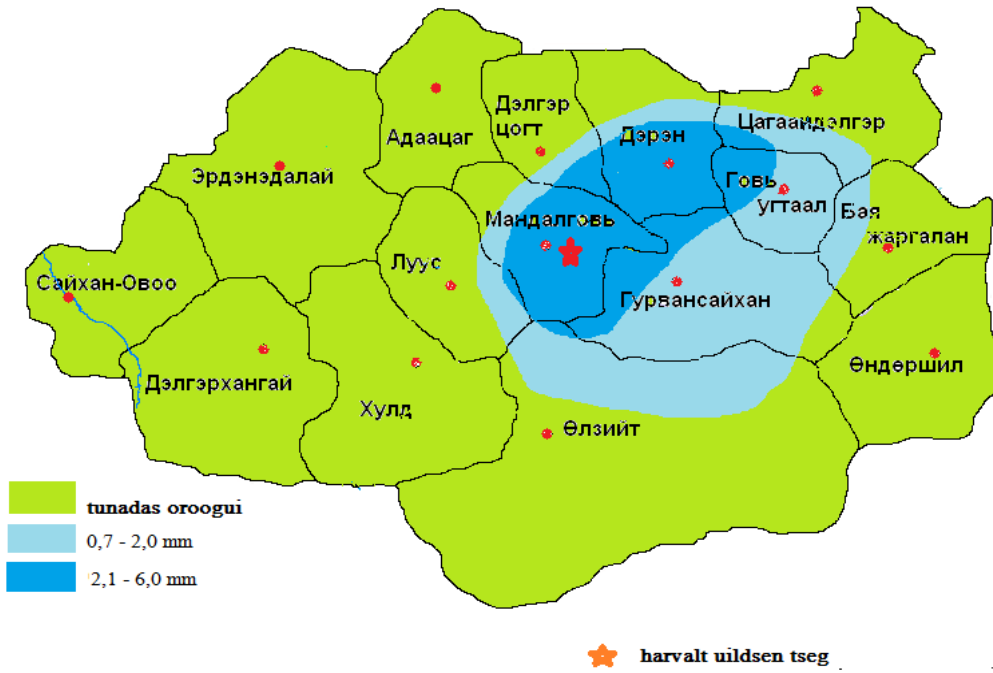 Дэлгэр
цогт
Дэрэн
Цагаандэлгэр
Адаацаг
Эрдэнэдалай
Говь
угтаал
Бая
жаргалан
Мандалговь
Луус
Сайхан-Овоо
Гурвансайхан
Дэлгэрхангай
Хулд
Өндөршил
Өлзийт
tunadas oroogui
0,7 - 2,0 mm
2,1 - 6,0 mm
harvalt uildsen tseg